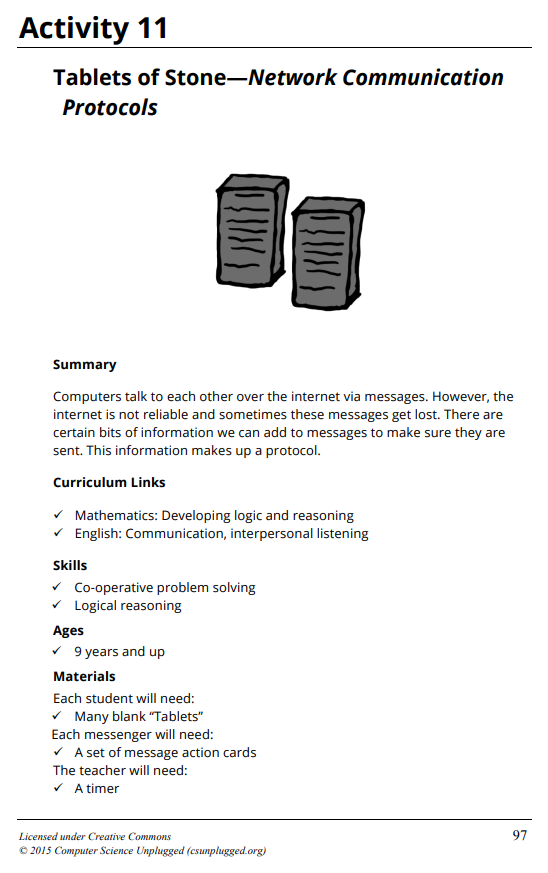 Activity 11
Tablets of Stone—Network Communication
Protocols
Summary
Computers talk to each other over the internet via messages. However, the
internet is not reliable and sometimes these messages get lost. There are
certain bits of information we can add to messages to make sure they are
sent. This information makes up a protocol.
Curriculum Links
✓ Mathematics: Developing logic and reasoning
✓ English: Communication, interpersonal listening
Skills
✓ Co-operative problem solving
✓ Logical reasoning
Ages
✓ 9 years and up
Materials
Each student will need:
✓ Many blank “Tablets”
Each messenger will need:
✓ A set of message action cards
The teacher will need:
✓ A timer
Licensed under Creative Commons 97
© 2015 Computer Science Unplugged (csunplugged.org)